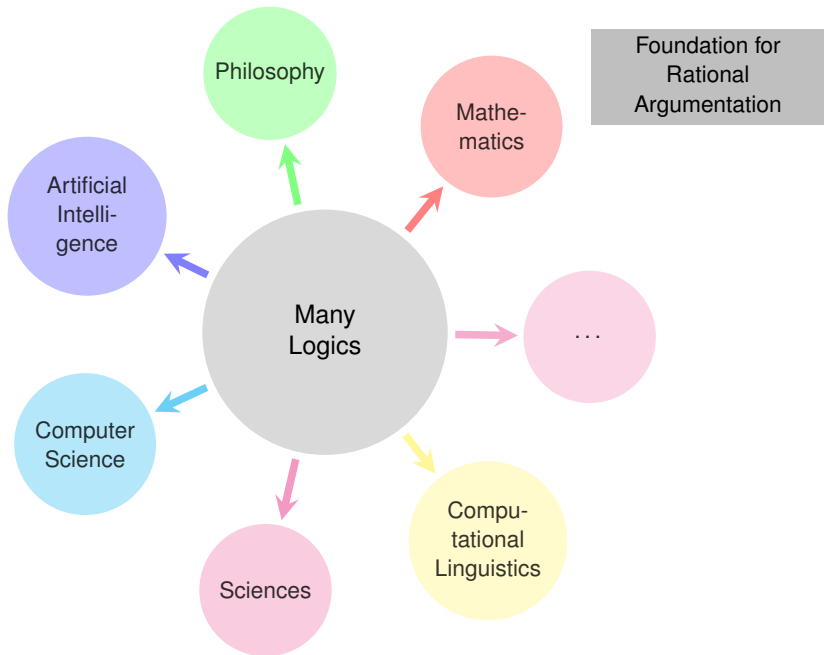 Philosophy
Foundation for
Rational
Argumentation
Mathe-
matics
Artificial
Intelli-
gence
Many
Logics
...
Computer
Science
Compu-
tational
Linguistics
Sciences